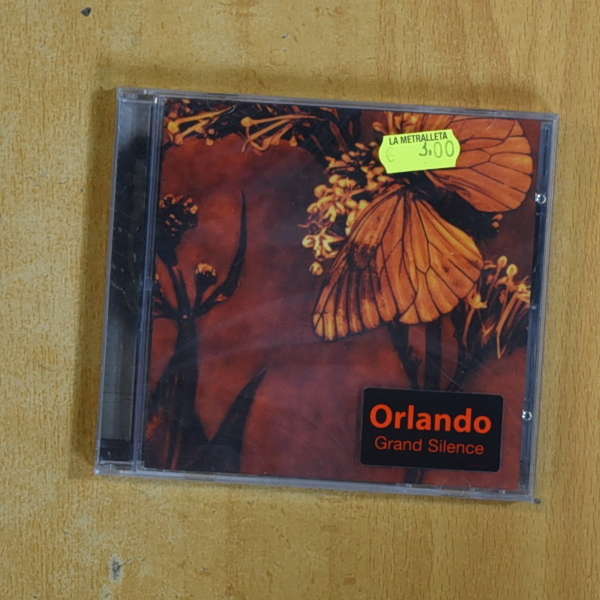 LA METRALLETA
€ 3,00
Orlando
Grand Silence